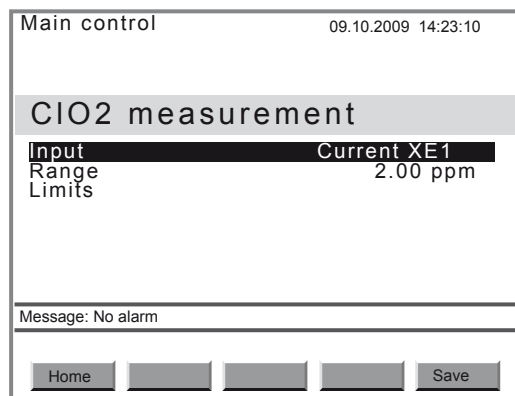 Main control 09.10.2009 14:23:10
ClO2 measurement
Input Current XE1
Range 2.00 ppm
Limits
Message: No alarm
Home Save